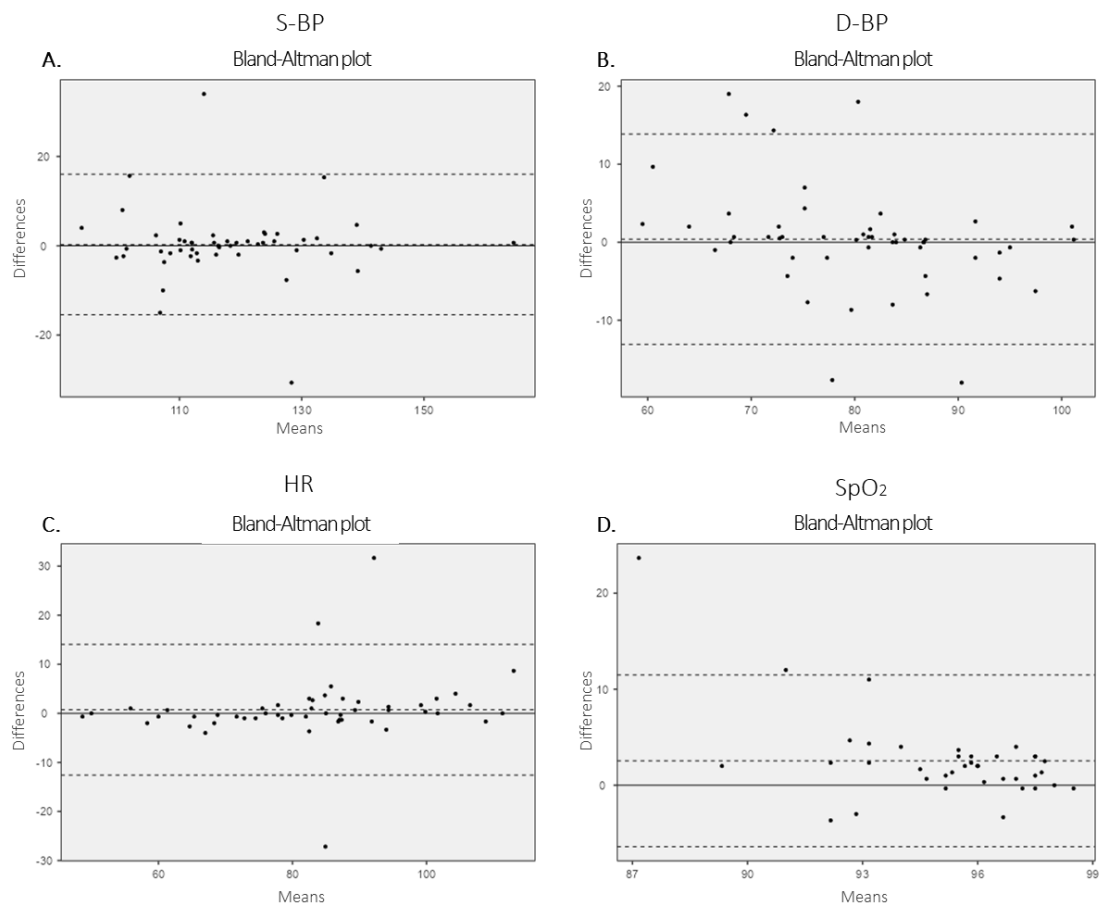 S-BP
A.
Bland-Altman plot
Differences
20
0
-20
110
130
150
Means
D-BP
B.
Bland-Altman plot
Differences
20
10
0
-10
60
70
80
90
100
Means
HR
C.
Bland-Altman plot
Differences
30
20
10
0
-10
-20
-30
60
80
100
Means
SpO₂
D.
Bland-Altman plot
Differences
20
10
0
87
90
93
96
99
Means